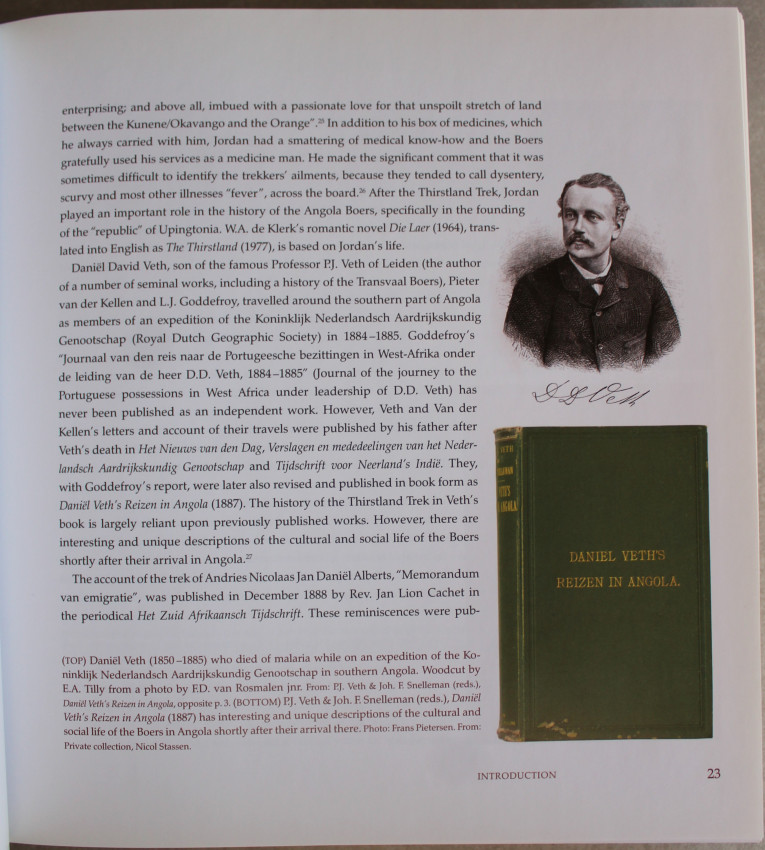 enterprising; and above all, imbued with a passionate love for that unspoilt stretch of land
between the Kunene/Okavango and the Orange”.²⁵ In addition to his box of medicines, which
he always carried with him, Jordan had a smattering of medical know-how and the Boers
gratefully used his services as a medicine man. He made the significant comment that it was
sometimes difficult to identify the trekkers’ ailments, because they tended to call dysentery,
scurvy and most other illnesses “fever”, across the board.²⁶ After the Thirstland Trek, Jordan
played an important role in the history of the Angola Boers, specifically in the founding
of the “republic” of Upingtonia. W.A. de Klerk’s romantic novel Die Laer (1964), trans-
lated into English as The Thirstland (1977), is based on Jordan’s life.
Daniël David Veth, son of the famous Professor P.J. Veth of Leiden (the author
of a number of seminal works, including a history of the Transvaal Boers), Pieter
van der Kellen and L.J. Goddefroy, travelled around the southern part of Angola
as members of an expedition of the Koninklijk Nederlandsch Aardrijkskundig
Genootschap (Royal Dutch Geographic Society) in 1884–1885. Goddefroy’s
“Journaal van den reis naar de Portugeesche bezittingen in West-Afrika onder
de leiding van de heer D.D. Veth, 1884–1885” (Journal of the journey to the
Portuguese possessions in West Africa under leadership of D.D. Veth) has
never been published as an independent work. However, Veth and Van der
Kellen’s letters and account of their travels were published by his father after
Veth’s death in Het Nieuws van den Dag, Verslagen en mededeelingen van het Neder-
landsch Aardrijkskundig Genootschap and Tijdschrift voor Neerland’s Indië. They,
with Goddefroy’s report, were later also revised and published in book form as
Daniël Veth’s Reizen in Angola (1887). The history of the Thirstland Trek in Veth’s
book is largely reliant upon previously published works. However, there are
interesting and unique descriptions of the cultural and social life of the Boers
shortly after their arrival in Angola.²⁷
The account of the trek of Andries Nicolaas Jan Daniël Alberts, “Memorandum
van emigratie”, was published in December 1888 by Rev. Jan Lion Cachet in
the periodical Het Zuid Afrikaansch Tijdschrift. These reminiscences were pub-
D D Veth
DANIEL VETH’S
REIZEN IN ANGOLA.
(TOP) Daniël Veth (1850–1885) who died of malaria while on an expedition of the Ko-
ninklijk Nederlandsch Aardrijkskundig Genootschap in southern Angola. Woodcut by
E.A. Tilly from a photo by F.D. van Rosmalen jnr. From: P.J. Veth & Joh. F. Snelleman (reds.),
Daniël Veth’s Reizen in Angola, opposite p. 3. (BOTTOM) P.J. Veth & Joh. F. Snelleman (reds.), Daniël
Veth’s Reizen in Angola (1887) has interesting and unique descriptions of the cultural and
social life of the Boers in Angola shortly after their arrival there. Photo: Frans Pietersen. From:
Private collection, Nicol Stassen.
INTRODUCTION 23